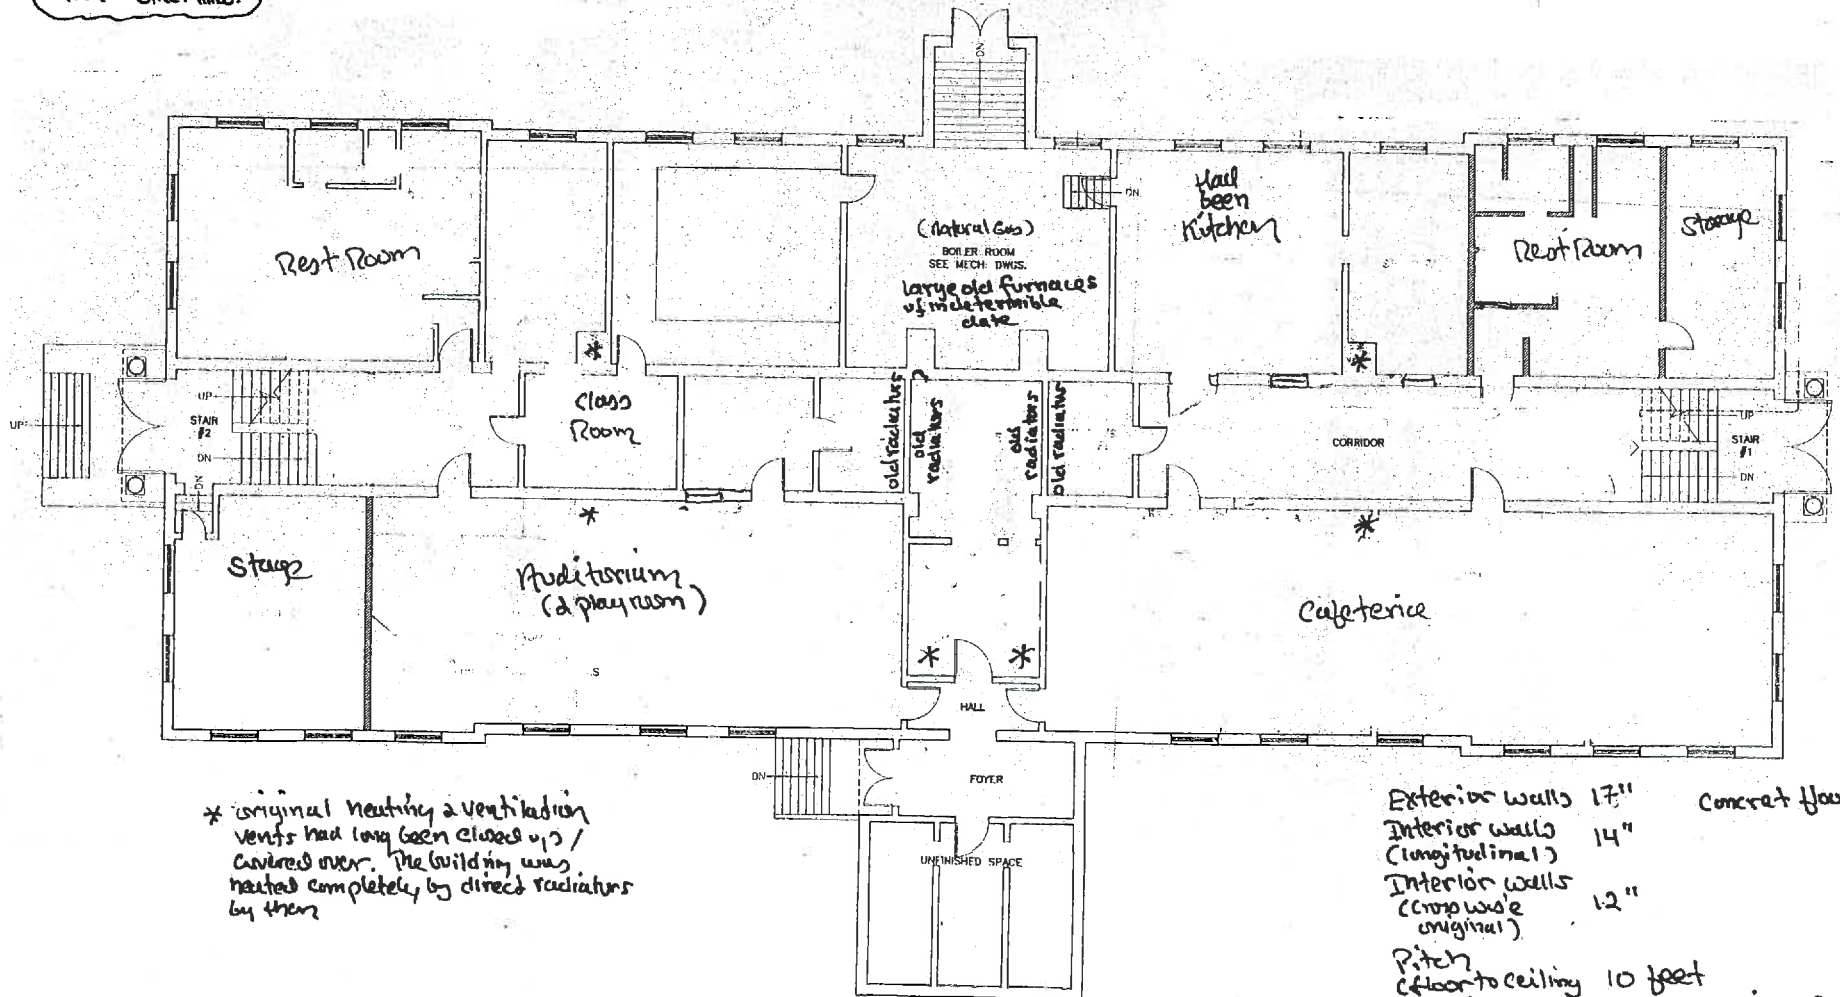 DN
Rest Room
(Natural Gas)
BOILER ROOM
SEE MECH. DWGS.
large old furnaces
of indeterminible
date
DN
Had
been
Kitchen
Rest Room
Storage
*
*
UP
UP
STAIR
#2
DN
DN
Class
Room
old radiators
old
radiators
old
radiators
old radiators
CORRIDOR
UP
STAIR
#1
DN
*
*
Stage
Auditorium
(& playroom)
Cafeteria
S
*
*
HALL
DN
FOYER
UNFINISHED SPACE
* original heating & ventilation
vents had long been closed up /
covered over. The building was
heated completely by direct radiators
by then
Exterior walls 17"
Interior walls 14"
(longitudinal)
Interior walls
(crosswise 12"
original)
Pitch
(floor to ceiling 10 feet